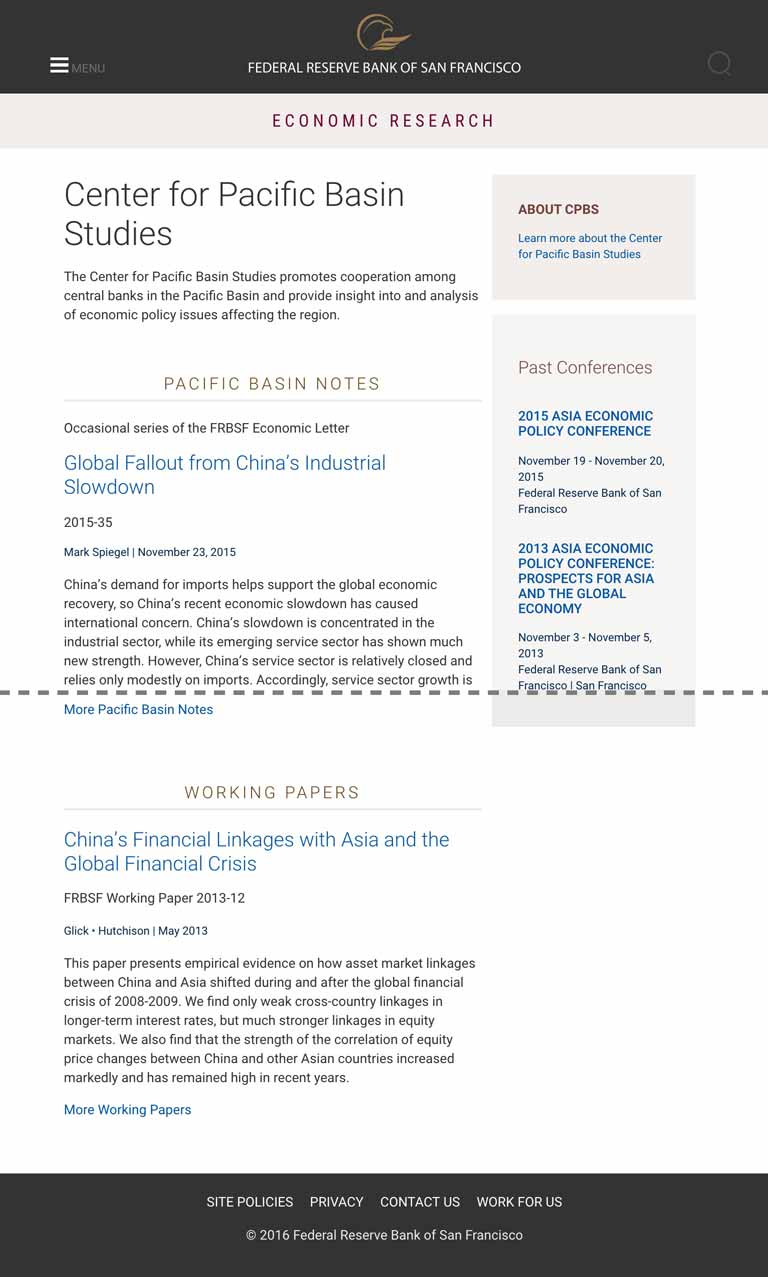 MENU
FEDERAL RESERVE BANK OF SAN FRANCISCO
ECONOMIC RESEARCH
Center for Pacific Basin
Studies
The Center for Pacific Basin Studies promotes cooperation among
central banks in the Pacific Basin and provide insight into and analysis
of economic policy issues affecting the region.
PACIFIC BASIN NOTES
Occasional series of the FRBSF Economic Letter
Global Fallout from China’s Industrial
Slowdown
2015-35
Mark Spiegel | November 23, 2015
China’s demand for imports helps support the global economic
recovery, so China’s recent economic slowdown has caused
international concern. China’s slowdown is concentrated in the
industrial sector, while its emerging service sector has shown much
new strength. However, China’s service sector is relatively closed and
relies only modestly on imports. Accordingly, service sector growth is
More Pacific Basin Notes
WORKING PAPERS
China’s Financial Linkages with Asia and the
Global Financial Crisis
FRBSF Working Paper 2013-12
Glick • Hutchison | May 2013
This paper presents empirical evidence on how asset market linkages
between China and Asia shifted during and after the global financial
crisis of 2008-2009. We find only weak cross-country linkages in
longer-term interest rates, but much stronger linkages in equity
markets. We also find that the strength of the correlation of equity
price changes between China and other Asian countries increased
markedly and has remained high in recent years.
More Working Papers
ABOUT CPBS
Learn more about the Center
for Pacific Basin Studies
Past Conferences
2015 ASIA ECONOMIC
POLICY CONFERENCE
November 19 - November 20,
2015
Federal Reserve Bank of San
Francisco
2013 ASIA ECONOMIC
POLICY CONFERENCE:
PROSPECTS FOR ASIA
AND THE GLOBAL
ECONOMY
November 3 - November 5,
2013
Federal Reserve Bank of San
Francisco | San Francisco
SITE POLICIES PRIVACY CONTACT US WORK FOR US
© 2016 Federal Reserve Bank of San Francisco